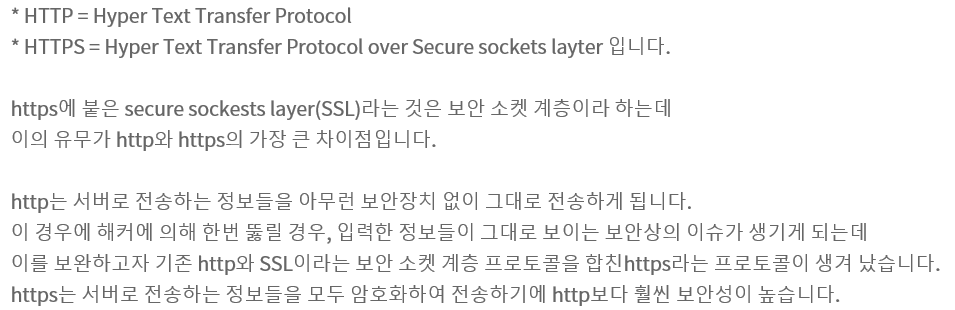 * HTTP = Hyper Text Transfer Protocol
* HTTPS = Hyper Text Transfer Protocol over Secure sockets layter 입니다.
https에 붙은 secure sockests layer(SSL)라는 것은 보안 소켓 계층이라 하는데
이의 유무가 http와 https의 가장 큰 차이점입니다.
http는 서버로 전송하는 정보들을 아무런 보안장치 없이 그대로 전송하게 됩니다.
이 경우에 해커에 의해 한번 뚫릴 경우, 입력한 정보들이 그대로 보이는 보안상의 이슈가 생기게 되는데
이를 보완하고자 기존 http와 SSL이라는 보안 소켓 계층 프로토콜을 합친https라는 프로토콜이 생겨 났습니다.
https는 서버로 전송하는 정보들을 모두 암호화하여 전송하기에 http보다 훨씬 보안성이 높습니다.